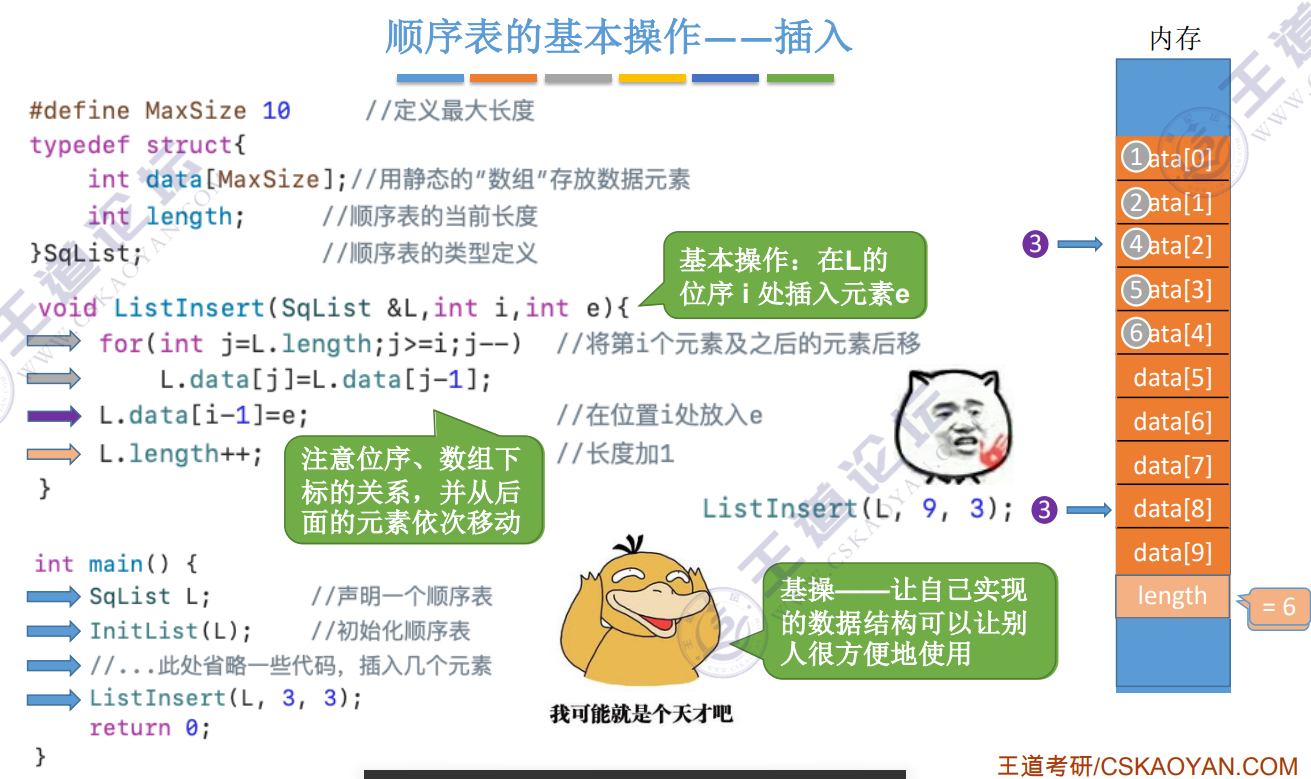 顺序表的基本操作——插入
#define MaxSize 10 //定义最大长度
typedef struct{
int data[MaxSize];//用静态的“数组”存放数据元素
int length; //顺序表的当前长度
}SqList; //顺序表的类型定义
基本操作：在L的
位序 i 处插入元素e
void ListInsert(SqList &L,int i,int e){
for(int j=L.length;j>=i;j--) //将第i个元素及之后的元素后移
L.data[j]=L.data[j-1];
L.data[i-1]=e; //在位置i处放入e
L.length++; //长度加1
}
注意位序、数组下
标的关系，并从后
面的元素依次移动
int main() {
SqList L; //声明一个顺序表
InitList(L); //初始化顺序表
//...此处省略一些代码，插入几个元素
ListInsert(L, 3, 3);
return 0;
}
ListInsert(L, 9, 3); 3
基操——让自己实现
的数据结构可以让别
人很方便地使用
我可能就是个天才吧
内存
1 ata[0]
2 ata[1]
3 4 ata[2]
5 ata[3]
6 ata[4]
data[5]
data[6]
data[7]
data[8]
data[9]
length = 6
王道考研/CSKAOYAN.COM
王道论坛
WWW.CSKAOYAN.COM